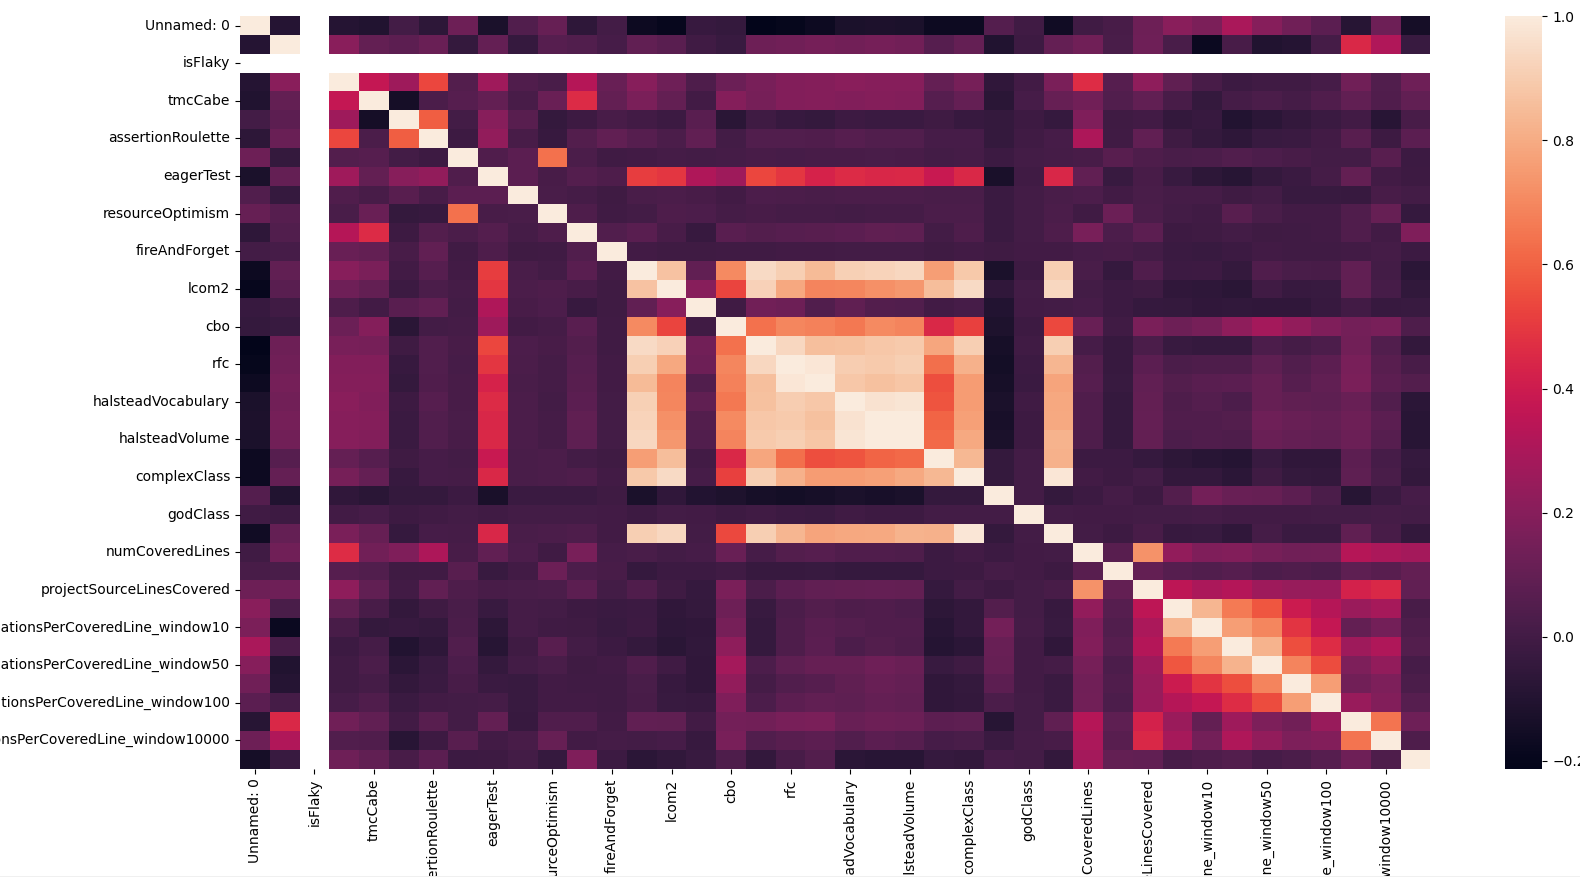 Unnamed: 0
isFlaky
tmcCabe
assertionRoulette
eagerTest
resourceOptimism
fireAndForget
lcom2
cbo
rfc
halsteadVocabulary
halsteadVolume
complexClass
godClass
numCoveredLines
projectSourceLinesCovered
ationsPerCoveredLine_window10
ationsPerCoveredLine_window50
tionsPerCoveredLine_window100
nsPerCoveredLine_window10000
Unnamed: 0
isFlaky
tmcCabe
ertionRoulette
eagerTest
urceOptimism
fireAndForget
lcom2
cbo
rfc
adVocabulary
lsteadVolume
complexClass
godClass
CoveredLines
LinesCovered
ne_window10
ne_window50
e_window100
window10000
1.0
0.8
0.6
0.4
0.2
0.0
−0.2